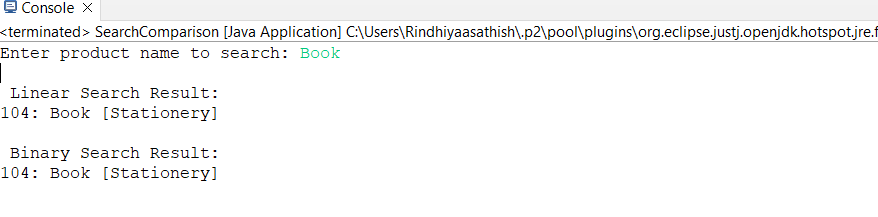 Console
<terminated> SearchComparison [Java Application] C:\Users\Rindhiyaasathish\.p2\pool\plugins\org.eclipse.justj.openjdk.hotspot.jre.f
Enter product name to search: Book
Linear Search Result:
104: Book [Stationery]
Binary Search Result:
104: Book [Stationery]